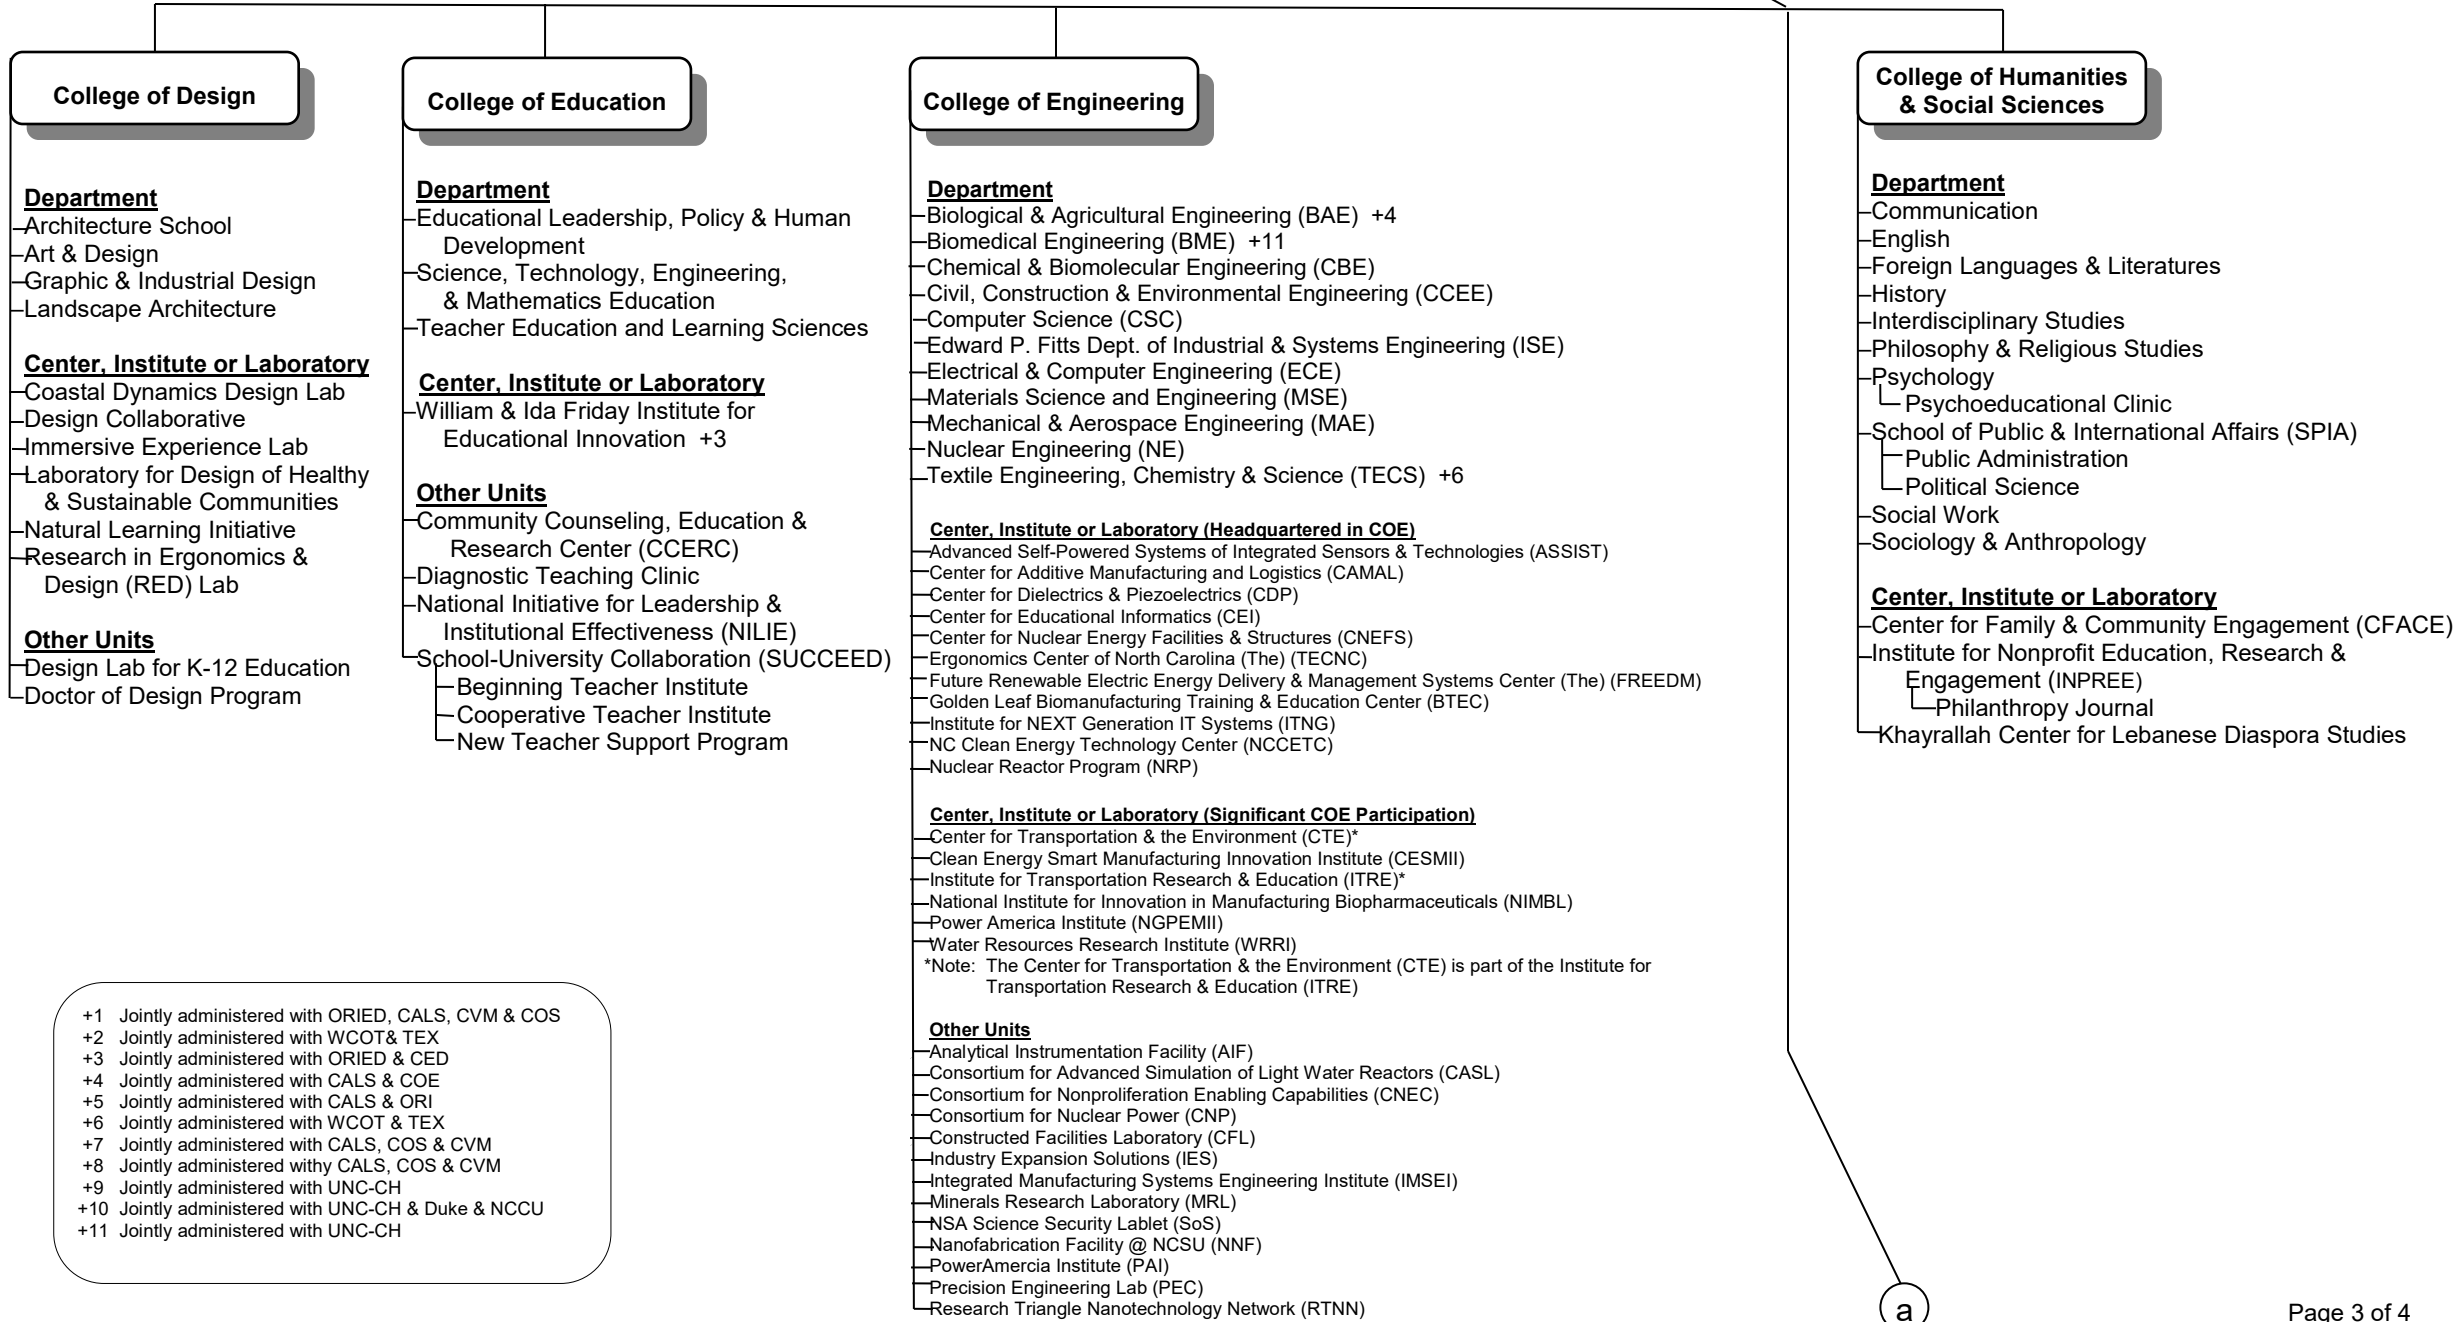 College of Design
Department
Architecture School
Art & Design
Graphic & Industrial Design
Landscape Architecture
Center, Institute or Laboratory
Coastal Dynamics Design Lab
Design Collaborative
Immersive Experience Lab
Laboratory for Design of Healthy
& Sustainable Communities
Natural Learning Initiative
Research in Ergonomics &
Design (RED) Lab
Other Units
Design Lab for K-12 Education
Doctor of Design Program
College of Education
Department
Educational Leadership, Policy & Human
Development
Science, Technology, Engineering,
& Mathematics Education
Teacher Education and Learning Sciences
Center, Institute or Laboratory
William & Ida Friday Institute for
Educational Innovation +3
Other Units
Community Counseling, Education &
Research Center (CCERC)
Diagnostic Teaching Clinic
National Initiative for Leadership &
Institutional Effectiveness (NILIE)
School-University Collaboration (SUCCEED)
Beginning Teacher Institute
Cooperative Teacher Institute
New Teacher Support Program
College of Engineering
Department
Biological & Agricultural Engineering (BAE) +4
Biomedical Engineering (BME) +11
Chemical & Biomolecular Engineering (CBE)
Civil, Construction & Environmental Engineering (CCEE)
Computer Science (CSC)
Edward P. Fitts Dept. of Industrial & Systems Engineering (ISE)
Electrical & Computer Engineering (ECE)
Materials Science and Engineering (MSE)
Mechanical & Aerospace Engineering (MAE)
Nuclear Engineering (NE)
Textile Engineering, Chemistry & Science (TECS) +6
Center, Institute or Laboratory (Headquartered in COE)
Advanced Self-Powered Systems of Integrated Sensors & Technologies (ASSIST)
Center for Additive Manufacturing and Logistics (CAMAL)
Center for Dielectrics & Piezoelectrics (CDP)
Center for Educational Informatics (CEI)
Center for Nuclear Energy Facilities & Structures (CNEFS)
Ergonomics Center of North Carolina (The) (TECNC)
Future Renewable Electric Energy Delivery & Management Systems Center (The) (FREEDM)
Golden Leaf Biomanufacturing Training & Education Center (BTEC)
Institute for NEXT Generation IT Systems (ITNG)
NC Clean Energy Technology Center (NCCETC)
Nuclear Reactor Program (NRP)
Center, Institute or Laboratory (Significant COE Participation)
Center for Transportation & the Environment (CTE)*
Clean Energy Smart Manufacturing Innovation Institute (CESMII)
Institute for Transportation Research & Education (ITRE)*
National Institute for Innovation in Manufacturing Biopharmaceuticals (NIMBL)
Power America Institute (NGPEMII)
Water Resources Research Institute (WRRI)
*Note: The Center for Transportation & the Environment (CTE) is part of the Institute for
Transportation Research & Education (ITRE)
Other Units
Analytical Instrumentation Facility (AIF)
Consortium for Advanced Simulation of Light Water Reactors (CASL)
Consortium for Nonproliferation Enabling Capabilities (CNEC)
Consortium for Nuclear Power (CNP)
Constructed Facilities Laboratory (CFL)
Industry Expansion Solutions (IES)
Integrated Manufacturing Systems Engineering Institute (IMSEI)
Minerals Research Laboratory (MRL)
NSA Science Security Lablet (SoS)
Nanofabrication Facility @ NCSU (NNF)
PowerAmercia Institute (PAI)
Precision Engineering Lab (PEC)
Research Triangle Nanotechnology Network (RTNN)
College of Humanities
& Social Sciences
Department
Communication
English
Foreign Languages & Literatures
History
Interdisciplinary Studies
Philosophy & Religious Studies
Psychology
Psychoeducational Clinic
School of Public & International Affairs (SPIA)
Public Administration
Political Science
Social Work
Sociology & Anthropology
Center, Institute or Laboratory
Center for Family & Community Engagement (CFACE)
Institute for Nonprofit Education, Research &
Engagement (INPREE)
Philanthropy Journal
Khayrallah Center for Lebanese Diaspora Studies
+1 Jointly administered with ORIED, CALS, CVM & COS
+2 Jointly administered with WCOT& TEX
+3 Jointly administered with ORIED & CED
+4 Jointly administered with CALS & COE
+5 Jointly administered with CALS & ORI
+6 Jointly administered with WCOT & TEX
+7 Jointly administered with CALS, COS & CVM
+8 Jointly administered withy CALS, COS & CVM
+9 Jointly administered with UNC-CH
+10 Jointly administered with UNC-CH & Duke & NCCU
+11 Jointly administered with UNC-CH
a
Page 3 of 4